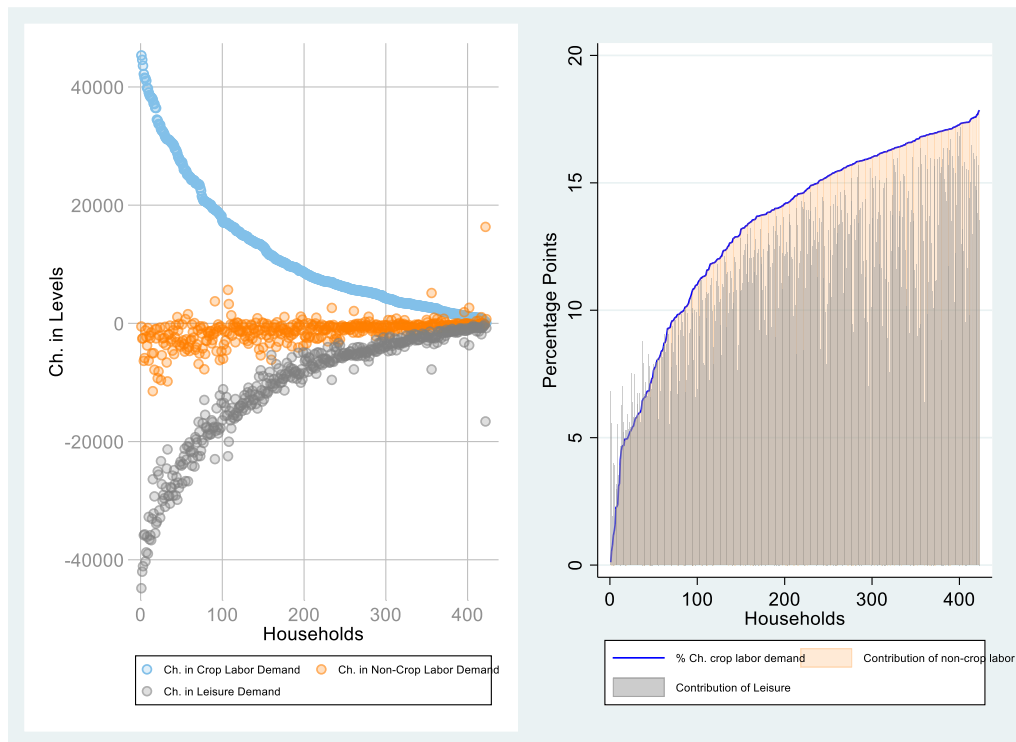 40000
20000
0
-20000
-40000
Ch. in Levels
0 100 200 300 400
Households
Ch. in Crop Labor Demand Ch. in Non-Crop Labor Demand
Ch. in Leisure Demand
20
15
10
5
0
Percentage Points
0 100 200 300 400
Households
% Ch. crop labor demand Contribution of non-crop labor
Contribution of Leisure